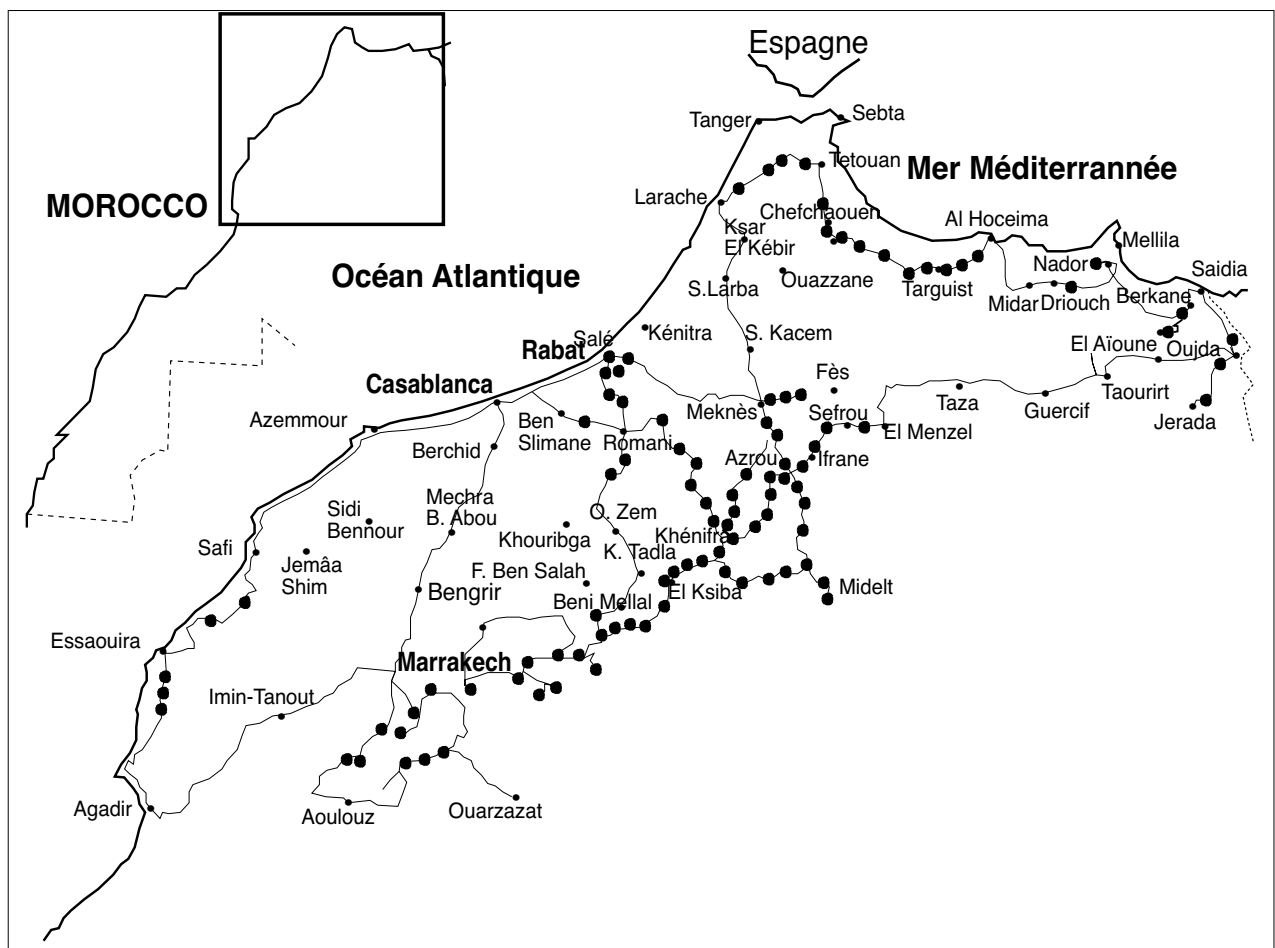 Espagne
Tanger
Sebta
Tetouan
Mer Méditerrannée
MOROCCO
Larache
Chefchaouen
Al Hoceima
Ksar
El Kébir
Mellila
Océan Atlantique
Nador
Saidia
S.Larba
Ouazzane
Targuist
Midar
Driouch
Berkane
Salé
Kénitra
S. Kacem
Rabat
El Aïoune
Oujda
Casablanca
Fès
Taourirt
Azemmour
Meknès
Sefrou
Taza
Guercif
Jerada
Ben
Slimane
Romani
El Menzel
Berchid
Azrou
Ifrane
Mechra
B. Abou
Sidi
Bennour
O. Zem
Khouribga
Khénifra
Safi
Jemâa
Shim
K. Tadla
F. Ben Salah
Bengrir
Beni Mellal
El Ksiba
Midelt
Essaouira
Marrakech
Imin-Tanout
Agadir
Aoulouz
Ouarzazat